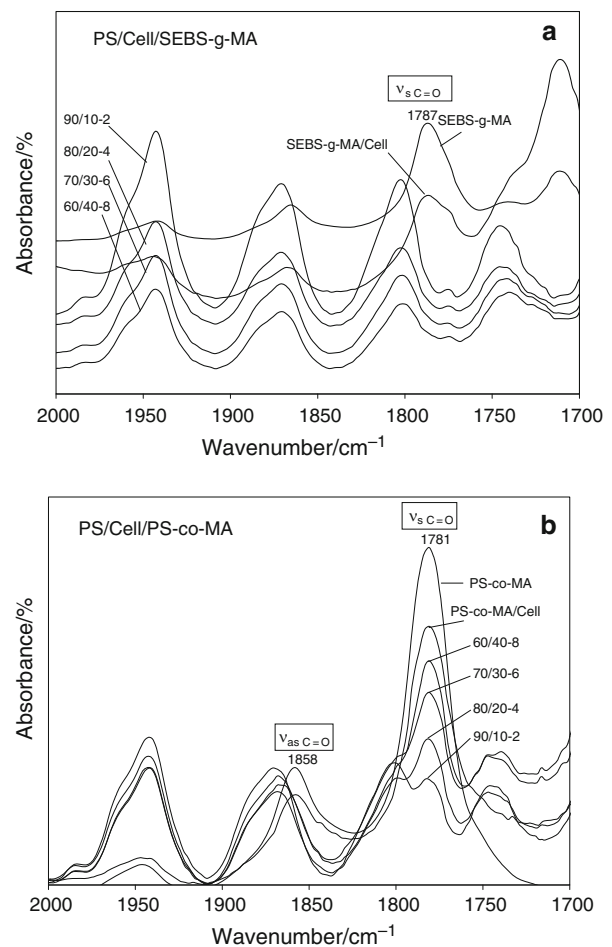 PS/Cell/SEBS-g-MA
a
ν s C=O
1787
SEBS-g-MA
SEBS-g-MA/Cell
90/10-2
80/20-4
70/30-6
60/40-8
Absorbance/%
2000 1950 1900 1850 1800 1750 1700
Wavenumber/cm⁻¹
PS/Cell/PS-co-MA
b
ν s C=O
1781
PS-co-MA
PS-co-MA/Cell
60/40-8
70/30-6
80/20-4
90/10-2
ν as C=O
1858
Absorbance/%
2000 1950 1900 1850 1800 1750 1700
Wavenumber/cm⁻¹